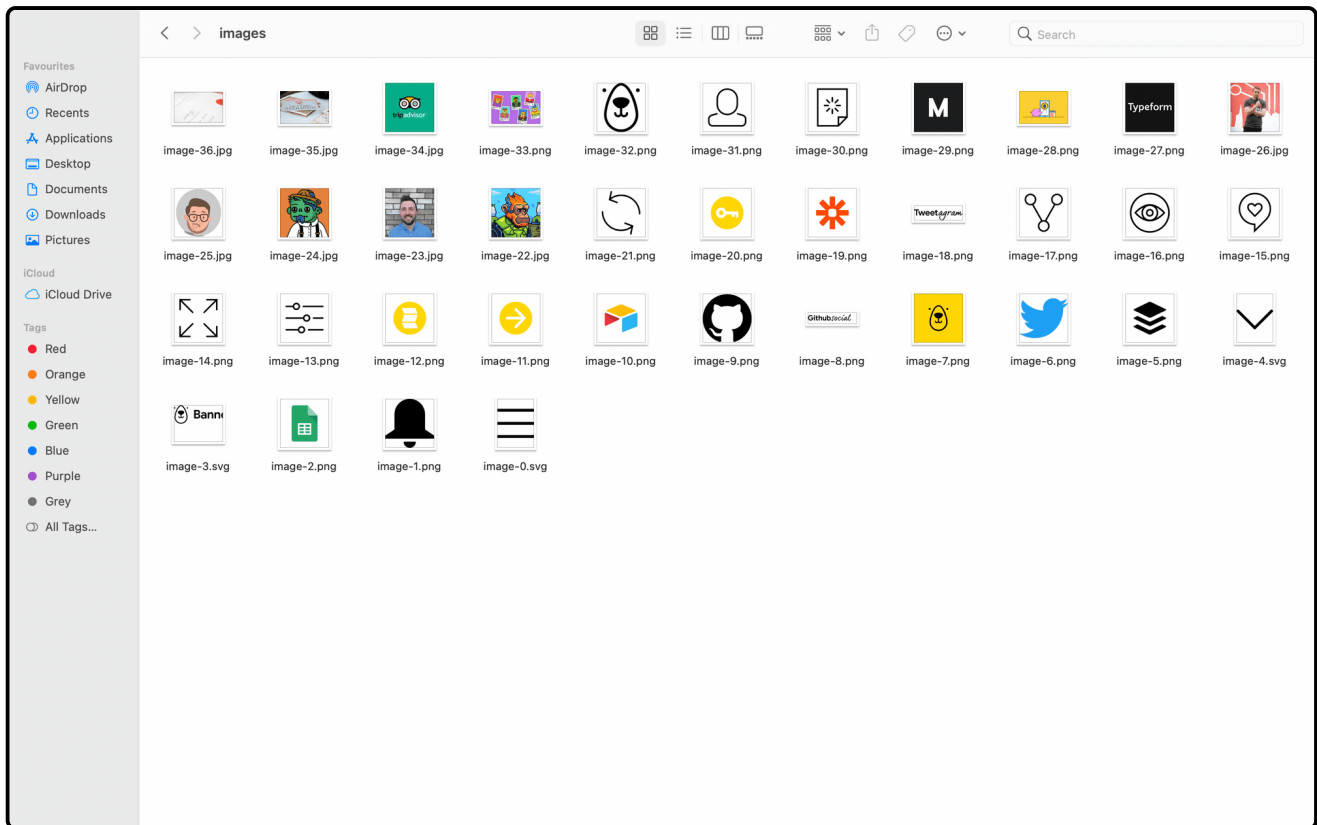 images
Search
Favourites
AirDrop
Recents
Applications
Desktop
Documents
Downloads
Pictures
iCloud
iCloud Drive
Tags
Red
Orange
Yellow
Green
Blue
Purple
Grey
All Tags...
tripadvisor
M
Typeform
image-36.jpg image-35.jpg image-34.jpg image-33.png image-32.png image-31.png image-30.png image-29.png image-28.png image-27.png image-26.jpg
Tweetagram
image-25.jpg image-24.jpg image-23.jpg image-22.jpg image-21.png image-20.png image-19.png image-18.png image-17.png image-16.png image-15.png
Githubsocial
image-14.png image-13.png image-12.png image-11.png image-10.png image-9.png image-8.png image-7.png image-6.png image-5.png image-4.svg
Bann
image-3.svg image-2.png image-1.png image-0.svg